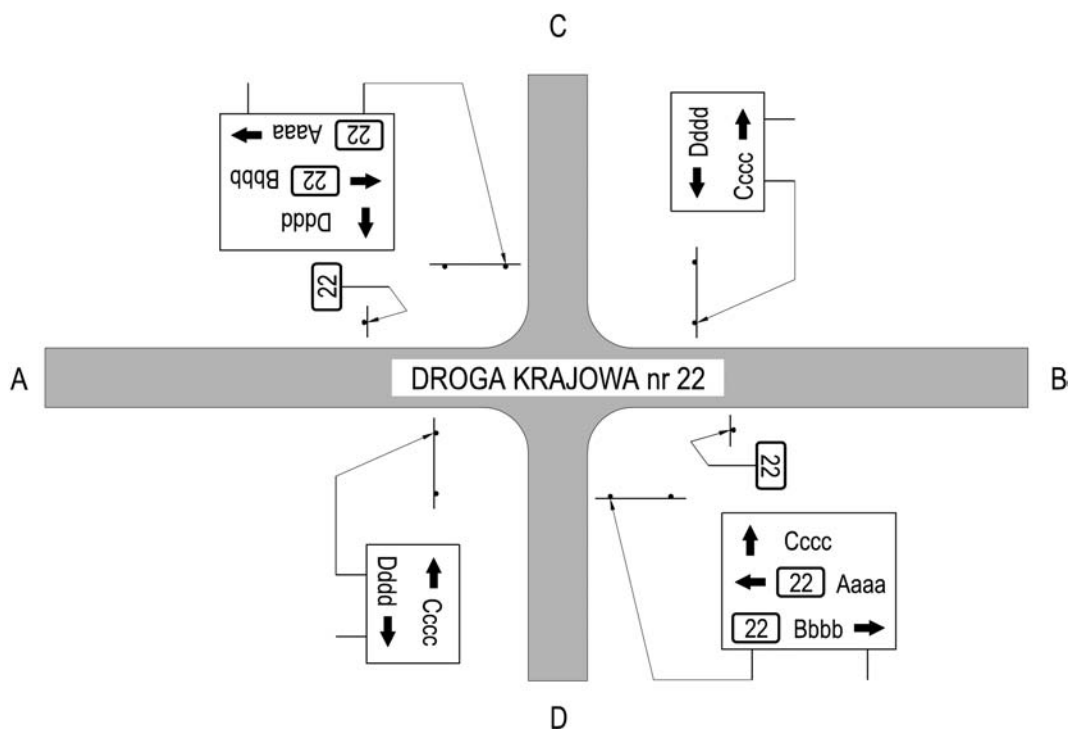 C
22 Aaaa
Bbbb 22
Dddd
Dddd
Cccc
22
A
DROGA KRAJOWA nr 22
B
22
Cccc
Dddd
Cccc
22 Aaaa
22 Bbbb
D